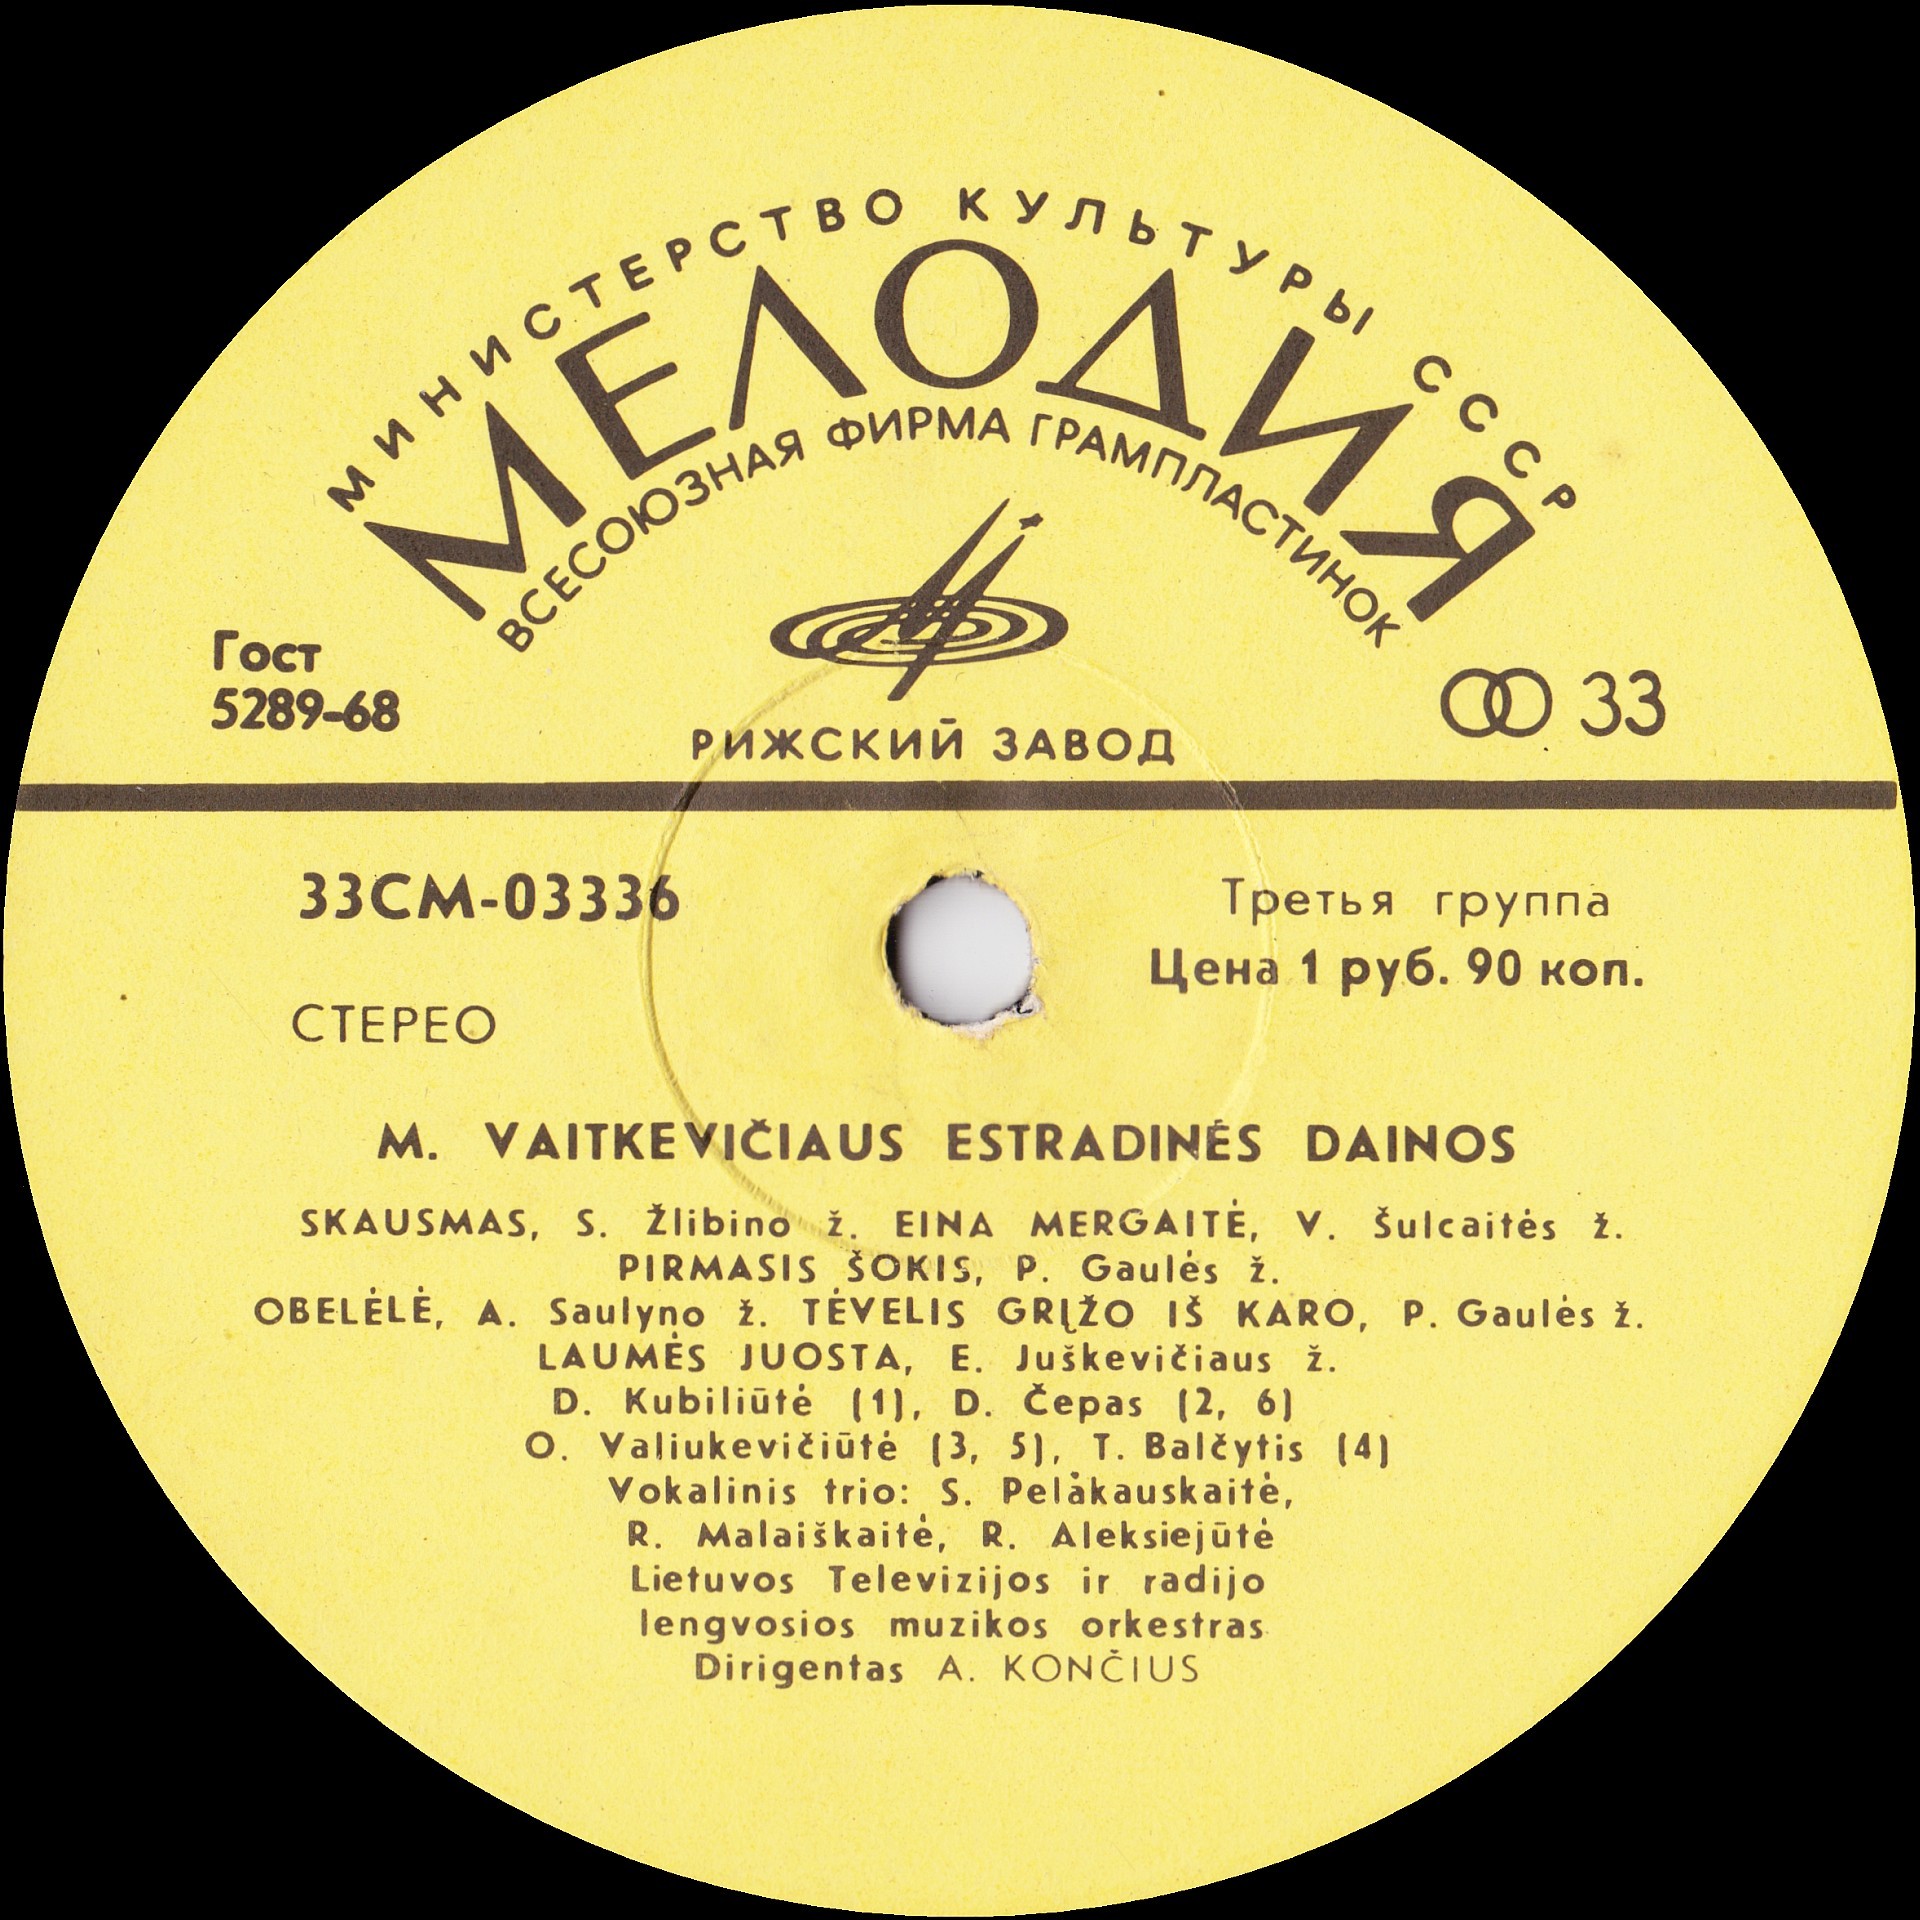 МИНИСТЕРСТВО КУЛЬТУРЫ СССР
МЕЛОДИЯ
ВСЕСОЮЗНАЯ ФИРМА ГРАМПЛАСТИНОК
Гост
5289-68
33
РИЖСКИЙ ЗАВОД
33СМ-03336
Третья группа
Цена 1 руб. 90 коп.
СТЕРЕО
M. VAITKEVIČIAUS ESTRADINĖS DAINOS
SKAUSMAS, S. Žlibino ž. EINA MERGAITĖ, V. Šulcaitės ž.
PIRMASIS ŠOKIS, P. Gaulės ž.
OBELĖLĖ, A. Saulyno ž. TĖVELIS GRĮŽO IŠ KARO, P. Gaulės ž.
LAUMĖS JUOSTA, E. Juškevičiaus ž.
D. Kubiliūtė (1), D. Čepas (2, 6)
O. Valiukevičiūtė (3, 5), T. Balčytis (4)
Vokalinis trio: S. Pelȧkauskaitė,
R. Malaiškaitė, R. Aleksiejūtė
Lietuvos Televizijos ir radijo
lengvosios muzikos orkestras
Dirigentas A. KONČIUS